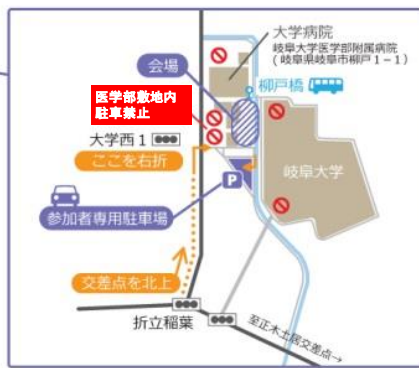 大学病院
岐阜大学医学部附属病院
(岐阜県岐阜市柳戸1-1)
会場
柳戸橋
医学部敷地内
駐車禁止
大学西1
ここを右折
岐阜大学
P
参加者専用駐車場
交差点を北上
折立稲葉
至正木土居交差点→